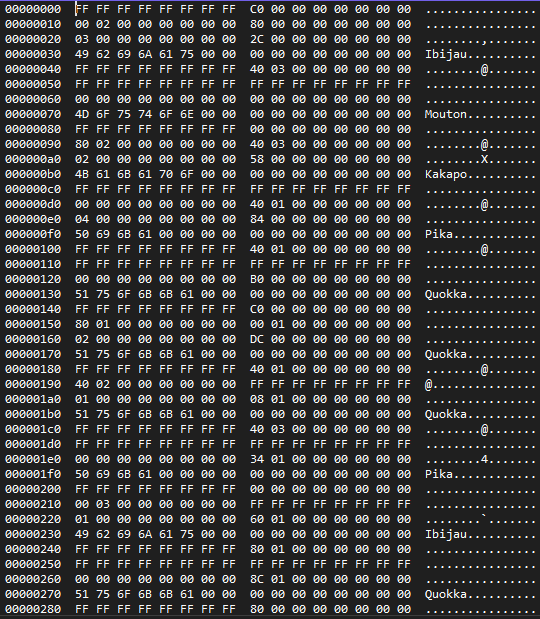 00000000 FF FF FF FF FF FF FF FF C0 00 00 00 00 00 00 00 ................
00000010 00 02 00 00 00 00 00 00 80 00 00 00 00 00 00 00 ................
00000020 03 00 00 00 00 00 00 00 2C 00 00 00 00 00 00 00 ........,.......
00000030 49 62 69 6A 61 75 00 00 00 00 00 00 00 00 00 00 Ibijau..........
00000040 FF FF FF FF FF FF FF FF 40 03 00 00 00 00 00 00 ........@.......
00000050 FF FF FF FF FF FF FF FF FF FF FF FF FF FF FF FF ................
00000060 00 00 00 00 00 00 00 00 00 00 00 00 00 00 00 00 ................
00000070 4D 6F 75 74 6F 6E 00 00 00 00 00 00 00 00 00 00 Mouton..........
00000080 FF FF FF FF FF FF FF FF 00 00 00 00 00 00 00 00 ................
00000090 80 02 00 00 00 00 00 00 40 03 00 00 00 00 00 00 ........@.......
000000a0 02 00 00 00 00 00 00 00 58 00 00 00 00 00 00 00 ........X.......
000000b0 4B 61 6B 61 70 6F 00 00 00 00 00 00 00 00 00 00 Kakapo..........
000000c0 FF FF FF FF FF FF FF FF FF FF FF FF FF FF FF FF ................
000000d0 00 00 00 00 00 00 00 00 40 01 00 00 00 00 00 00 ........@.......
000000e0 04 00 00 00 00 00 00 00 84 00 00 00 00 00 00 00 ................
000000f0 50 69 6B 61 00 00 00 00 00 00 00 00 00 00 00 00 Pika............
00000100 FF FF FF FF FF FF FF FF 40 01 00 00 00 00 00 00 ........@.......
00000110 FF FF FF FF FF FF FF FF FF FF FF FF FF FF FF FF ................
00000120 00 00 00 00 00 00 00 00 B0 00 00 00 00 00 00 00 ................
00000130 51 75 6F 6B 6B 61 00 00 00 00 00 00 00 00 00 00 Quokka..........
00000140 FF FF FF FF FF FF FF FF C0 00 00 00 00 00 00 00 ................
00000150 80 01 00 00 00 00 00 00 00 01 00 00 00 00 00 00 ................
00000160 02 00 00 00 00 00 00 00 DC 00 00 00 00 00 00 00 ................
00000170 51 75 6F 6B 6B 61 00 00 00 00 00 00 00 00 00 00 Quokka..........
00000180 FF FF FF FF FF FF FF FF 40 01 00 00 00 00 00 00 ........@.......
00000190 40 02 00 00 00 00 00 00 FF FF FF FF FF FF FF FF @...............
000001a0 01 00 00 00 00 00 00 00 08 01 00 00 00 00 00 00 ................
000001b0 51 75 6F 6B 6B 61 00 00 00 00 00 00 00 00 00 00 Quokka..........
000001c0 FF FF FF FF FF FF FF FF 40 03 00 00 00 00 00 00 ........@.......
000001d0 FF FF FF FF FF FF FF FF FF FF FF FF FF FF FF FF ................
000001e0 00 00 00 00 00 00 00 00 34 01 00 00 00 00 00 00 ........4.......
000001f0 50 69 6B 61 00 00 00 00 00 00 00 00 00 00 00 00 Pika............
00000200 FF FF FF FF FF FF FF FF 00 00 00 00 00 00 00 00 ................
00000210 00 03 00 00 00 00 00 00 FF FF FF FF FF FF FF FF ................
00000220 01 00 00 00 00 00 00 00 60 01 00 00 00 00 00 00 ........`.......
00000230 49 62 69 6A 61 75 00 00 00 00 00 00 00 00 00 00 Ibijau..........
00000240 FF FF FF FF FF FF FF FF 80 01 00 00 00 00 00 00 ................
00000250 FF FF FF FF FF FF FF FF FF FF FF FF FF FF FF FF ................
00000260 00 00 00 00 00 00 00 00 8C 01 00 00 00 00 00 00 ................
00000270 51 75 6F 6B 6B 61 00 00 00 00 00 00 00 00 00 00 Quokka..........
00000280 FF FF FF FF FF FF FF FF 80 00 00 00 00 00 00 00 ................